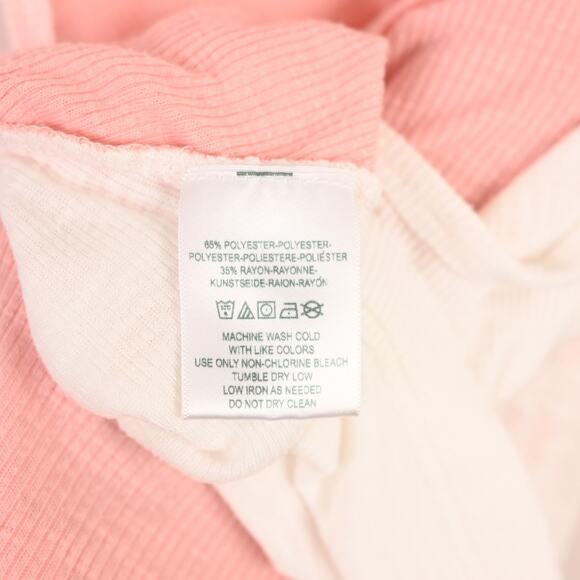 65% POLYESTER-POLYESTER-
POLYESTER-POLIESTERE-POLIÉSTER
35% RAYON-RAYONNE-
KUNSTSEIDE-RAION-RAYÓN
MACHINE WASH COLD
WITH LIKE COLORS
USE ONLY NON-CHLORINE BLEACH
TUMBLE DRY LOW
LOW IRON AS NEEDED
DO NOT DRY CLEAN